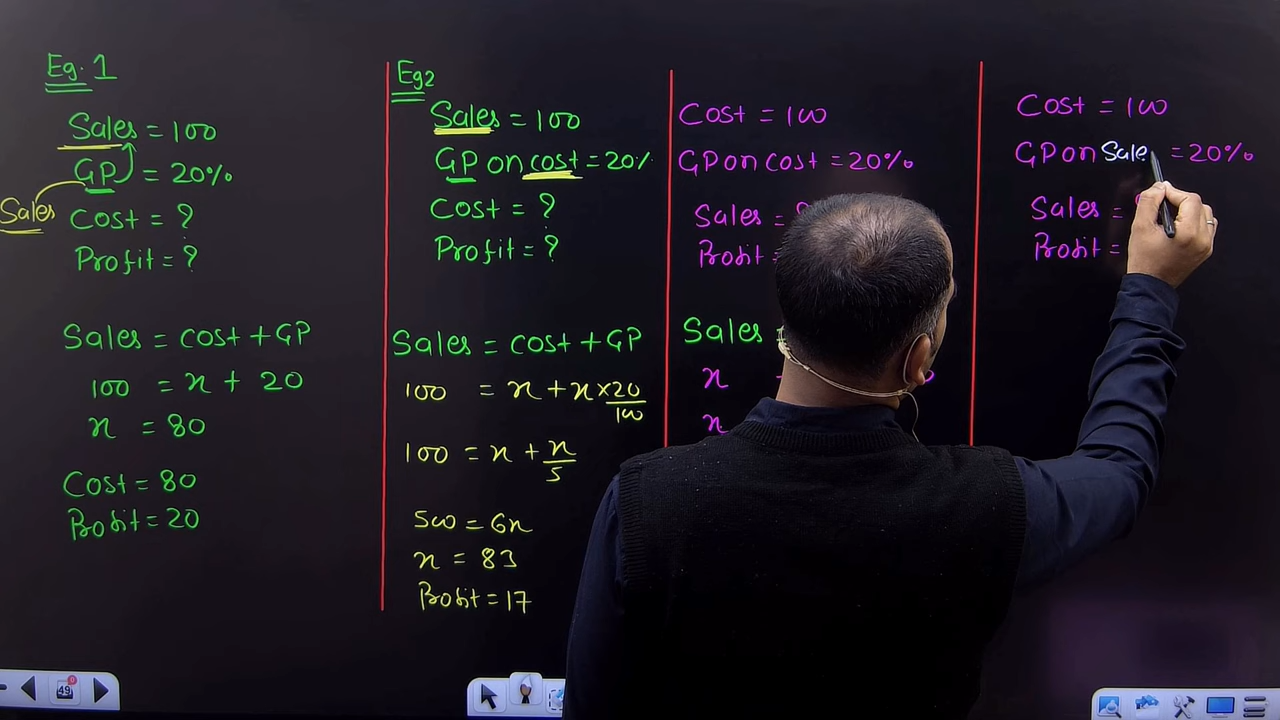 Eg. 1
Sales = 100
GP = 20%
Sales
Cost = ?
Profit = ?
Sales = cost + GP
100 = x + 20
x = 80
Cost = 80
Profit = 20
Eg2
Sales = 100
GP on cost = 20%
Cost = ?
Profit = ?
Sales = cost + GP
100 = x + x × 20/100
100 = x + x/5
500 = 6x
x = 83
Profit = 17
Cost = 100
GP on cost = 20%
Sales =
Profit =
Sales
x
x
Cost = 100
GP on Sale = 20%
Sales =
Profit =
49